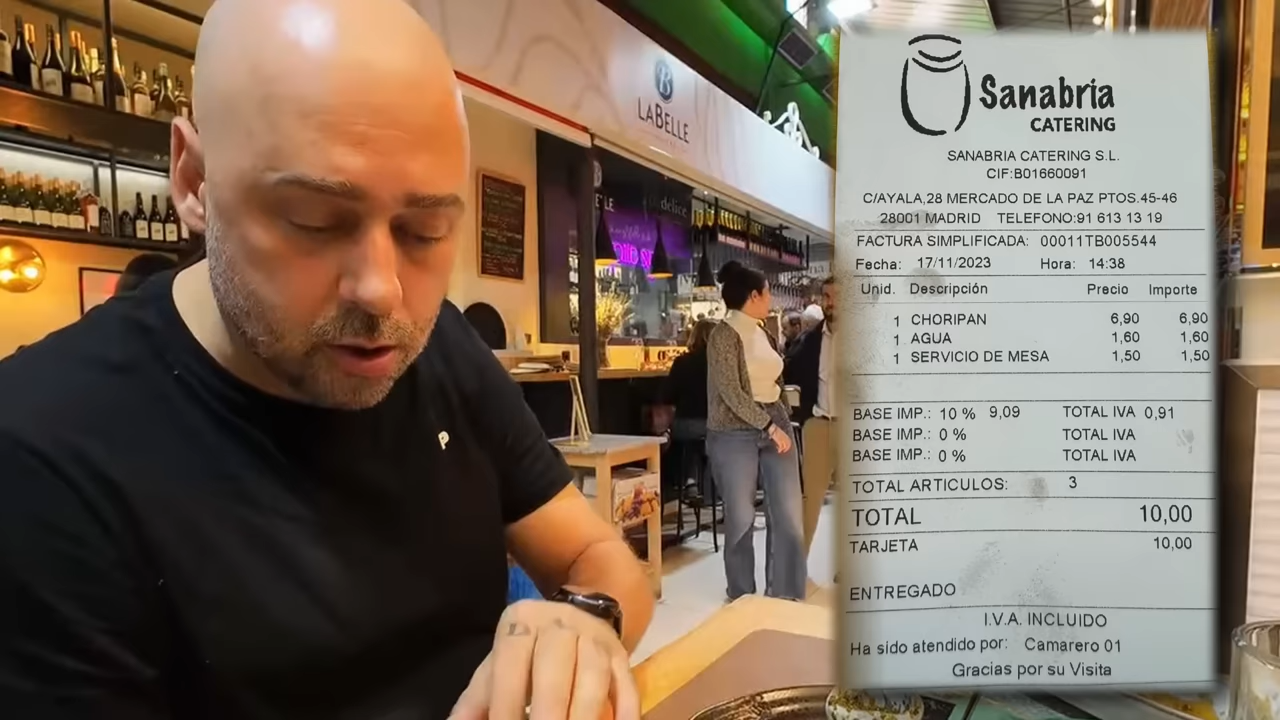 B
LABELLE
delice
Sanabria
CATERING
SANABRIA CATERING S.L.
CIF:B01660091
C/AYALA,28 MERCADO DE LA PAZ PTOS.45-46
28001 MADRID TELEFONO:91 613 13 19
FACTURA SIMPLIFICADA: 00011TB005544
Fecha: 17/11/2023 Hora: 14:38
Unid. Descripción Precio Importe
1 CHORIPAN 6,90 6,90
1 AGUA 1,60 1,60
1 SERVICIO DE MESA 1,50 1,50
BASE IMP.: 10 % 9,09 TOTAL IVA 0,91
BASE IMP.: 0 % TOTAL IVA
BASE IMP.: 0 % TOTAL IVA
TOTAL ARTICULOS: 3
TOTAL 10,00
TARJETA 10,00
ENTREGADO
I.V.A. INCLUIDO
Ha sido atendido por: Camarero 01
Gracias por su Visita
P